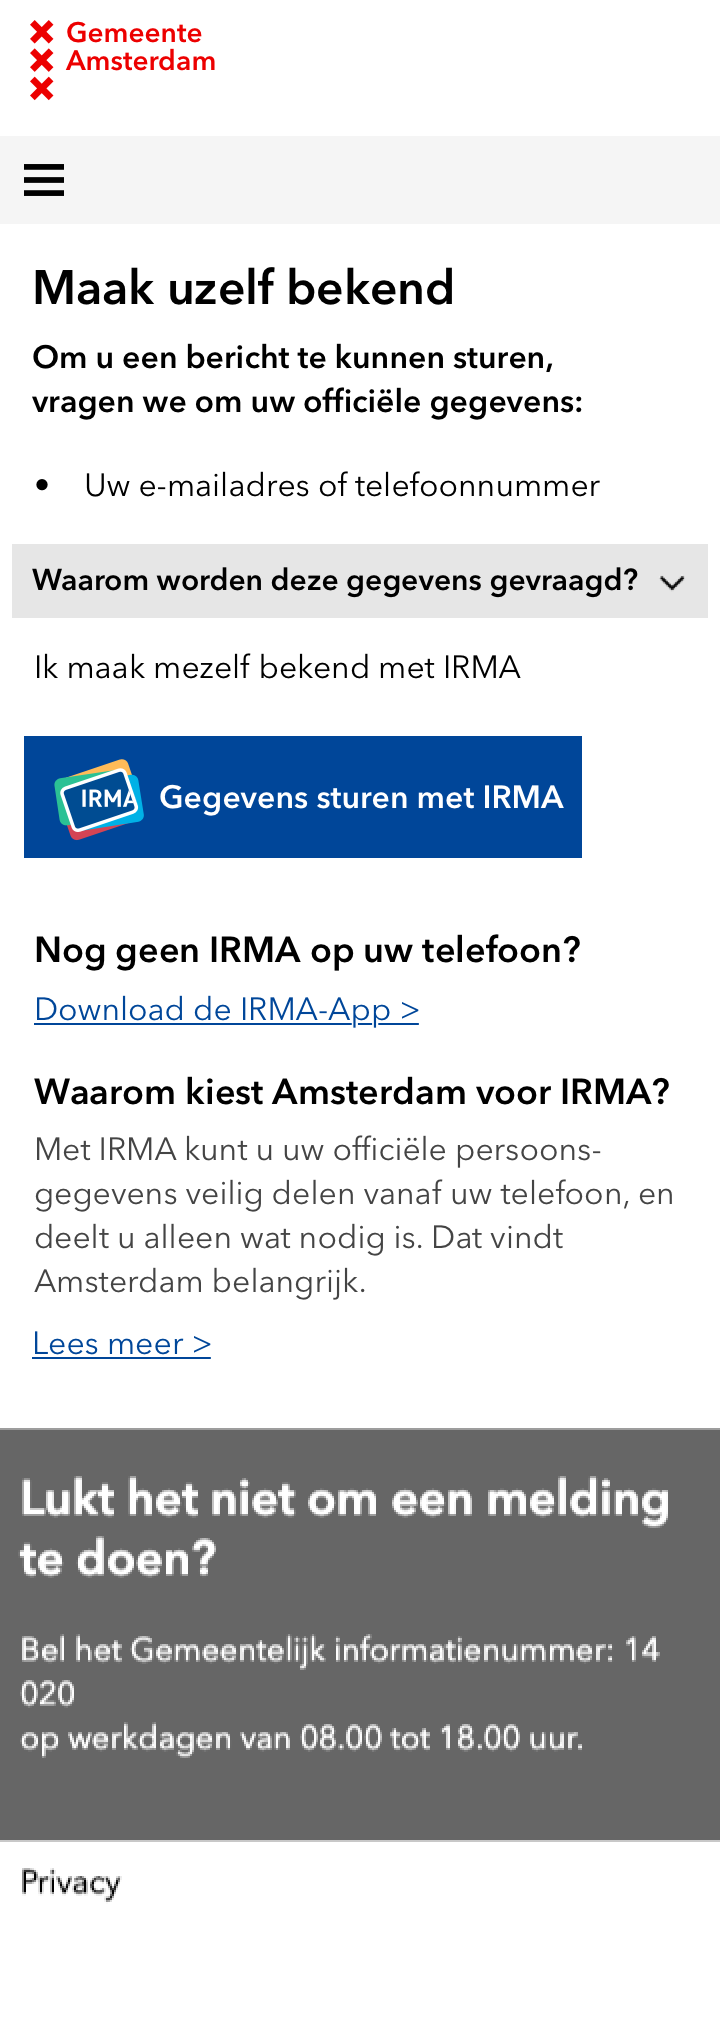 Gemeente
Amsterdam
Maak uzelf bekend
Om u een bericht te kunnen sturen,
vragen we om uw officiële gegevens:
• Uw e-mailadres of telefoonnummer
Waarom worden deze gegevens gevraagd?
Ik maak mezelf bekend met IRMA
IRMA Gegevens sturen met IRMA
Nog geen IRMA op uw telefoon?
Download de IRMA-App >
Waarom kiest Amsterdam voor IRMA?
Met IRMA kunt u uw officiële persoons-
gegevens veilig delen vanaf uw telefoon, en
deelt u alleen wat nodig is. Dat vindt
Amsterdam belangrijk.
Lees meer >
Lukt het niet om een melding
te doen?
Bel het Gemeentelijk informatienummer: 14
020
op werkdagen van 08.00 tot 18.00 uur.
Privacy